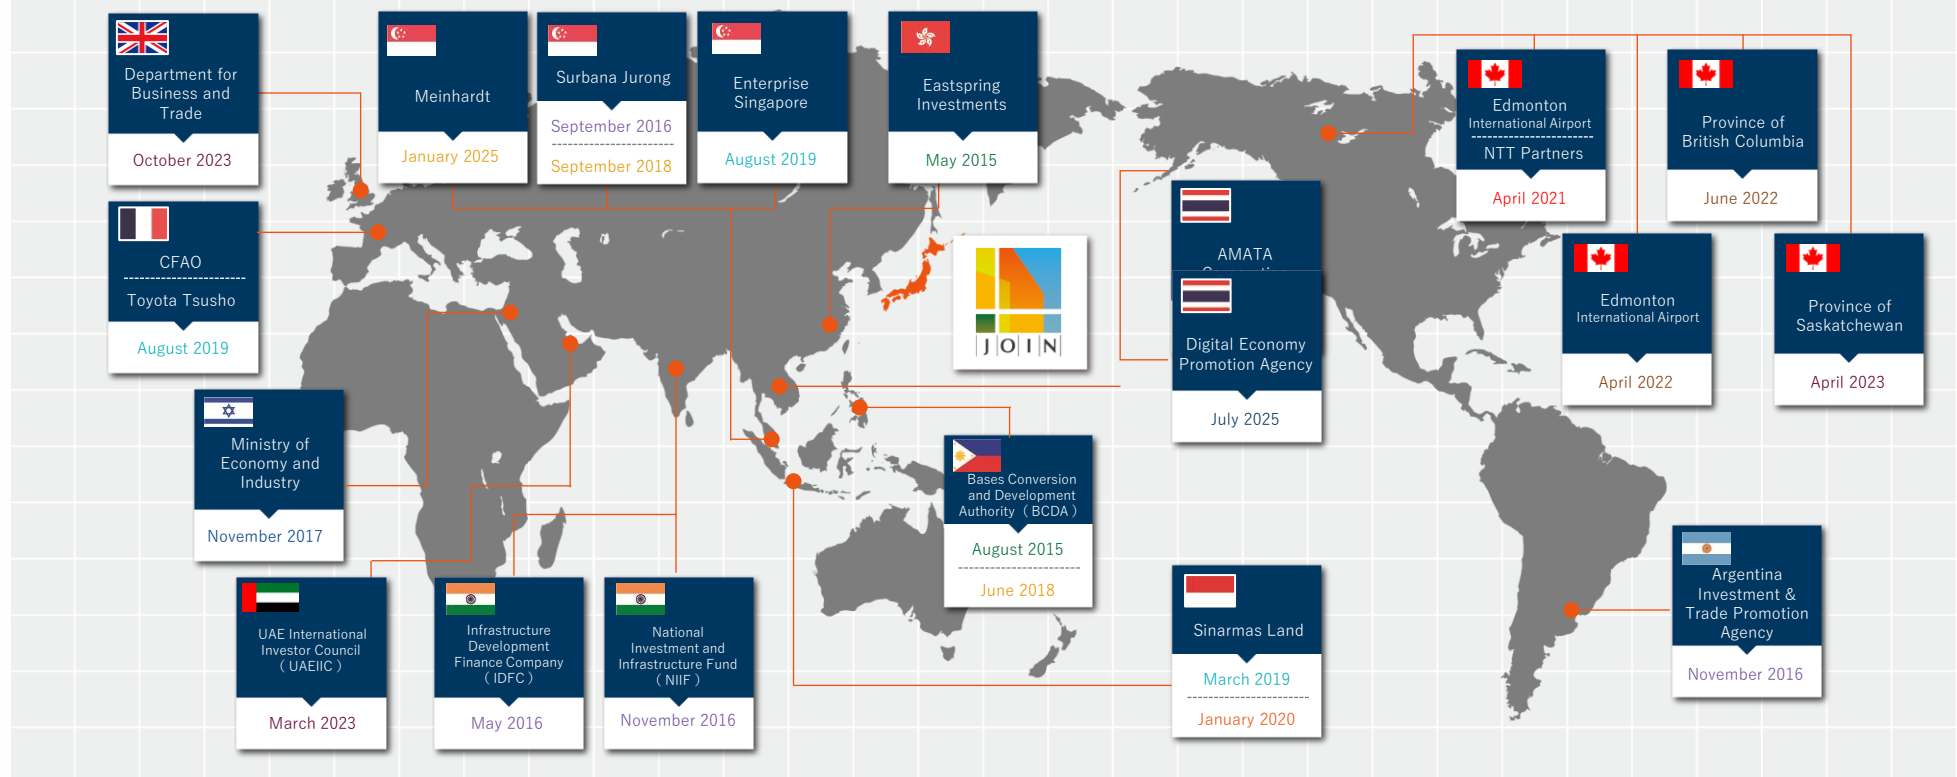 Department for
Business and
Trade
October 2023
Meinhardt
January 2025
Surbana Jurong
September 2016
September 2018
Enterprise
Singapore
August 2019
Eastspring
Investments
May 2015
Edmonton
International Airport
NTT Partners
April 2021
Province of
British Columbia
June 2022
CFAO
Toyota Tsusho
August 2019
JOIN
AMATA
Digital Economy
Promotion Agency
July 2025
Edmonton
International Airport
April 2022
Province of
Saskatchewan
April 2023
Ministry of
Economy and
Industry
November 2017
Bases Conversion
and Development
Authority（BCDA）
August 2015
June 2018
UAE International
Investor Council
（UAEIIC）
March 2023
Infrastructure
Development
Finance Company
（IDFC）
May 2016
National
Investment and
Infrastructure Fund
（NIIF）
November 2016
Sinarmas Land
March 2019
January 2020
Argentina
Investment &
Trade Promotion
Agency
November 2016